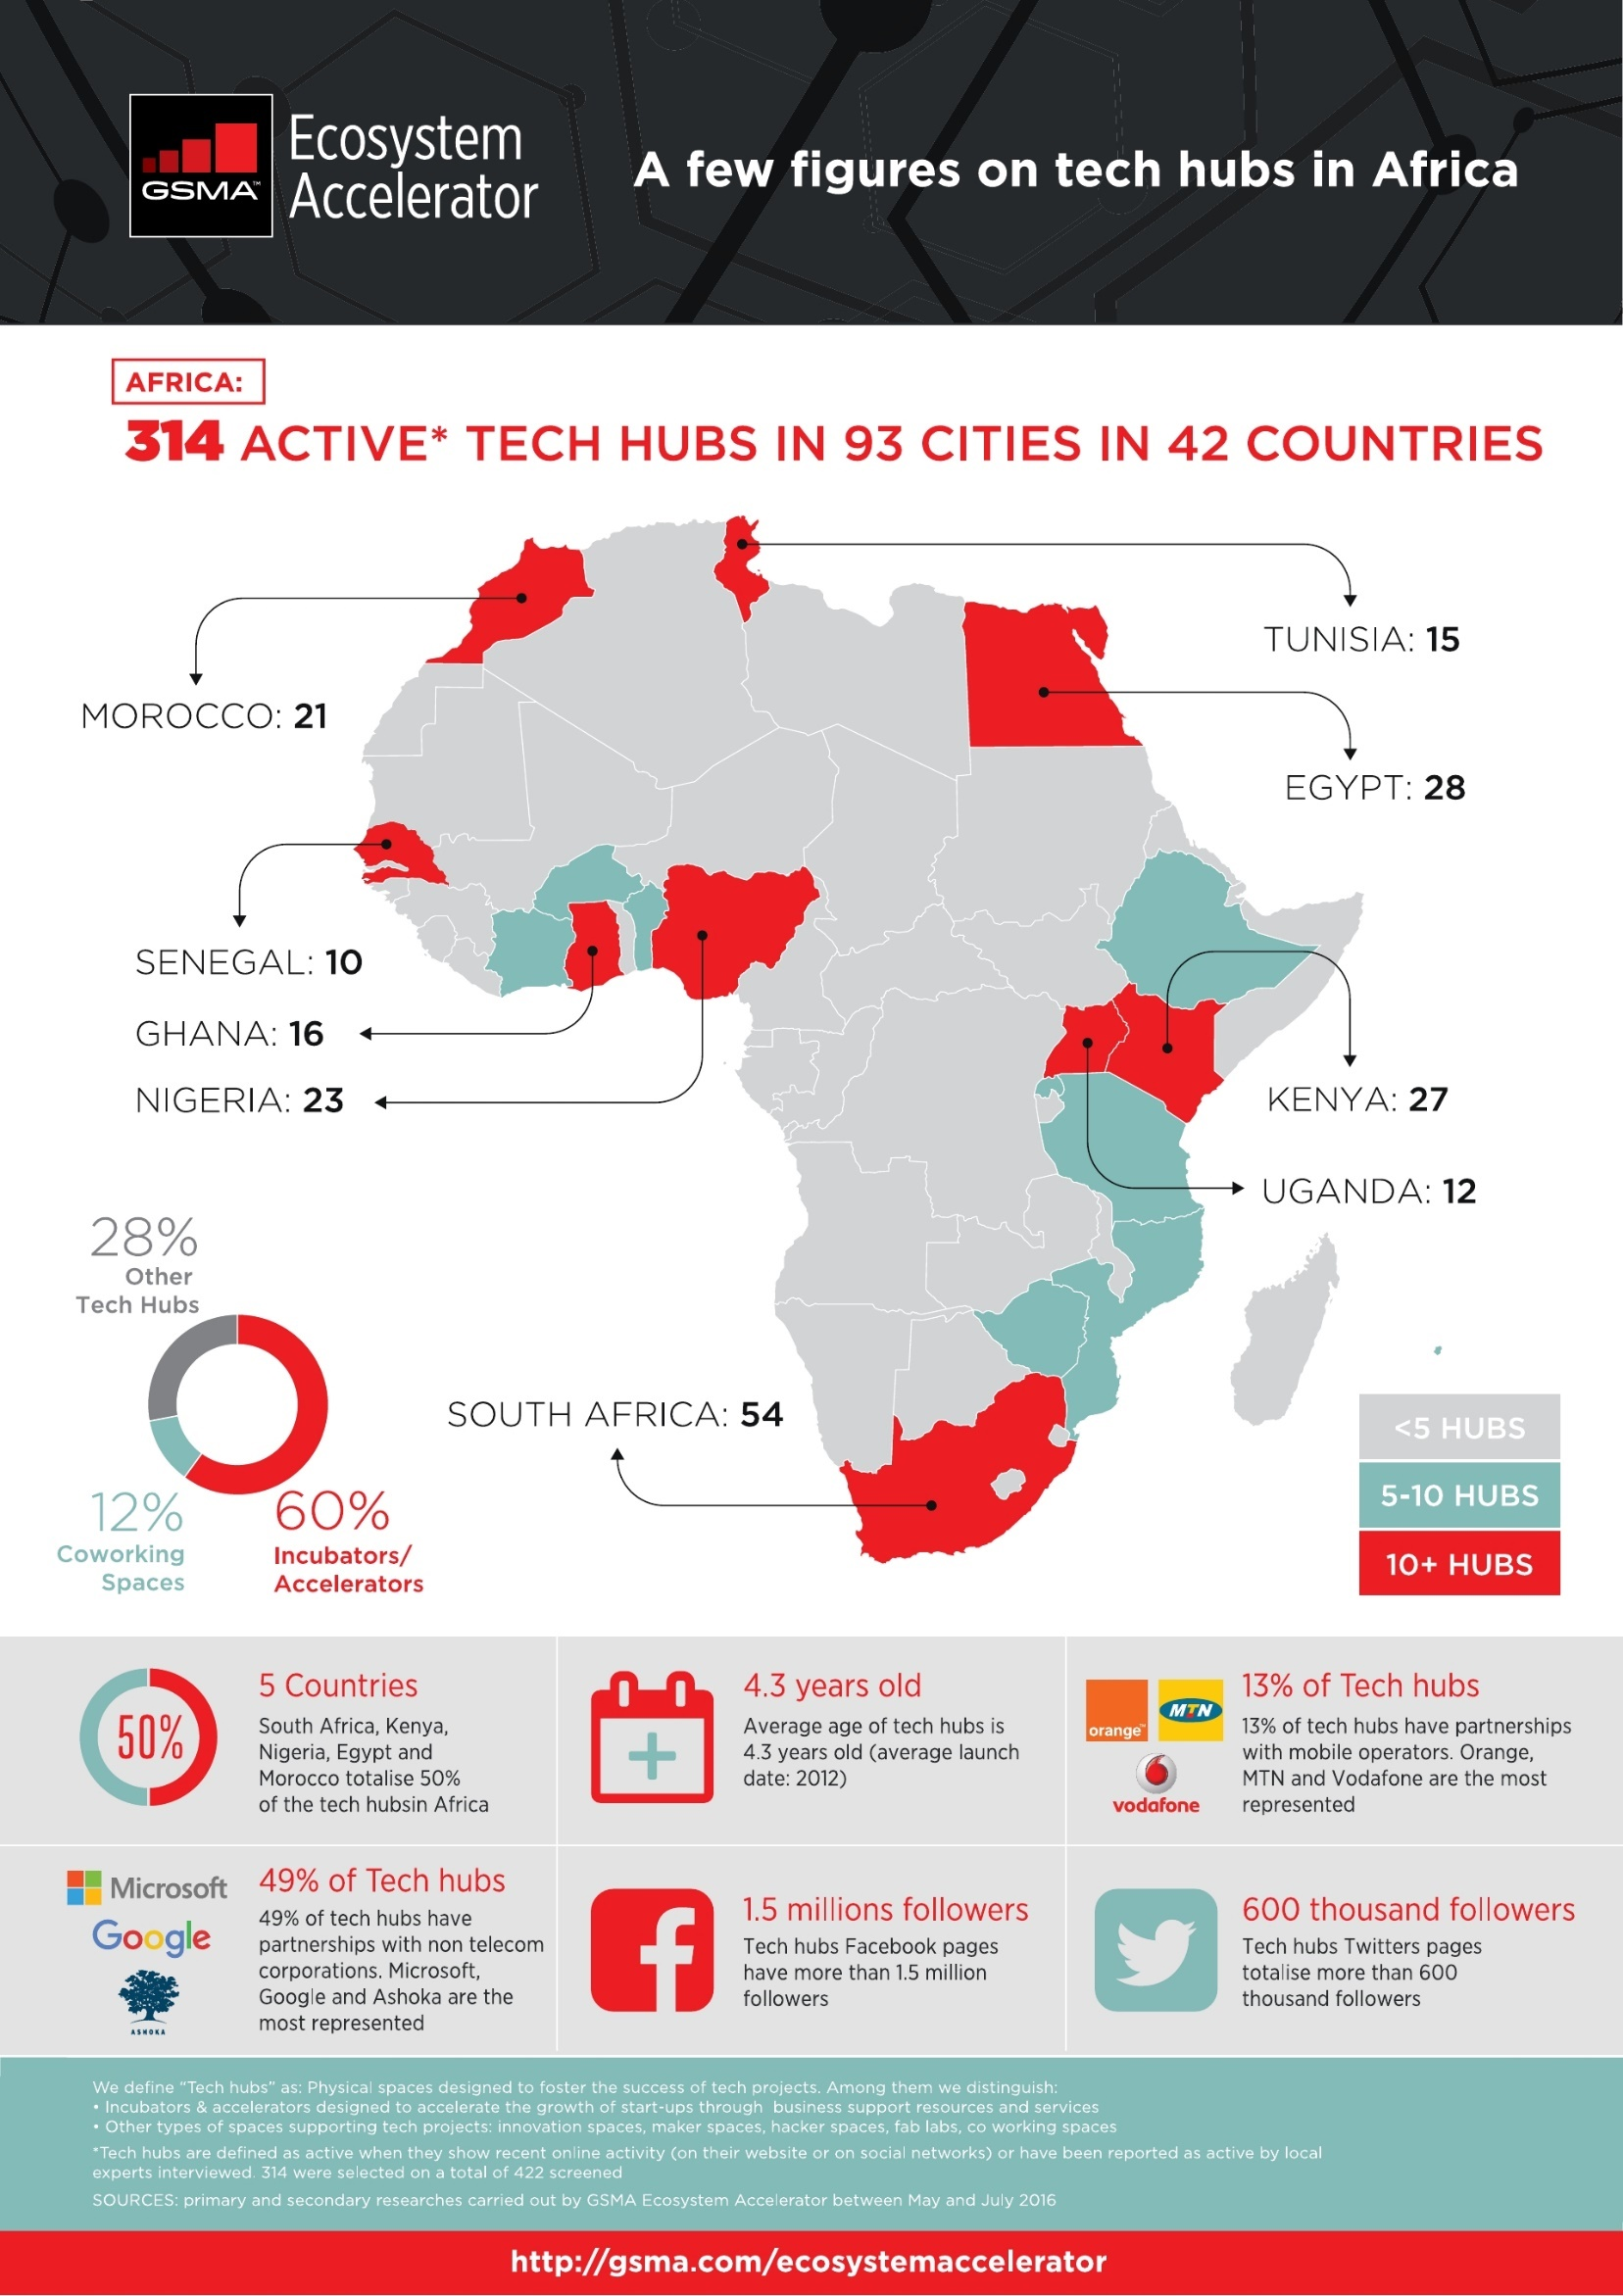 GSMA™
Ecosystem
Accelerator
A few figures on tech hubs in Africa
AFRICA:
314 ACTIVE* TECH HUBS IN 93 CITIES IN 42 COUNTRIES
TUNISIA: 15
MOROCCO: 21
EGYPT: 28
SENEGAL: 10
GHANA: 16
NIGERIA: 23
KENYA: 27
UGANDA: 12
SOUTH AFRICA: 54
28%
Other
Tech Hubs
12%
Coworking
Spaces
60%
Incubators/
Accelerators
<5 HUBS
5-10 HUBS
10+ HUBS
50%
5 Countries
South Africa, Kenya,
Nigeria, Egypt and
Morocco totalise 50%
of the tech hubsin Africa
4.3 years old
Average age of tech hubs is
4.3 years old (average launch
date: 2012)
orange™
MTN
vodafone
13% of Tech hubs
13% of tech hubs have partnerships
with mobile operators. Orange,
MTN and Vodafone are the most
represented
Microsoft
Google
ASHOKA
49% of Tech hubs
49% of tech hubs have
partnerships with non telecom
corporations. Microsoft,
Google and Ashoka are the
most represented
1.5 millions followers
Tech hubs Facebook pages
have more than 1.5 million
followers
600 thousand followers
Tech hubs Twitters pages
totalise more than 600
thousand followers
We define "Tech hubs" as: Physical spaces designed to foster the success of tech projects. Among them we distinguish:
• Incubators & accelerators designed to accelerate the growth of start-ups through business support resources and services
• Other types of spaces supporting tech projects: innovation spaces, maker spaces, hacker spaces, fab labs, co working spaces
*Tech hubs are defined as active when they show recent online activity (on their website or on social networks) or have been reported as active by local
experts interviewed. 314 were selected on a total of 422 screened
SOURCES: primary and secondary researches carried out by GSMA Ecosystem Accelerator between May and July 2016
http://gsma.com/ecosystemaccelerator